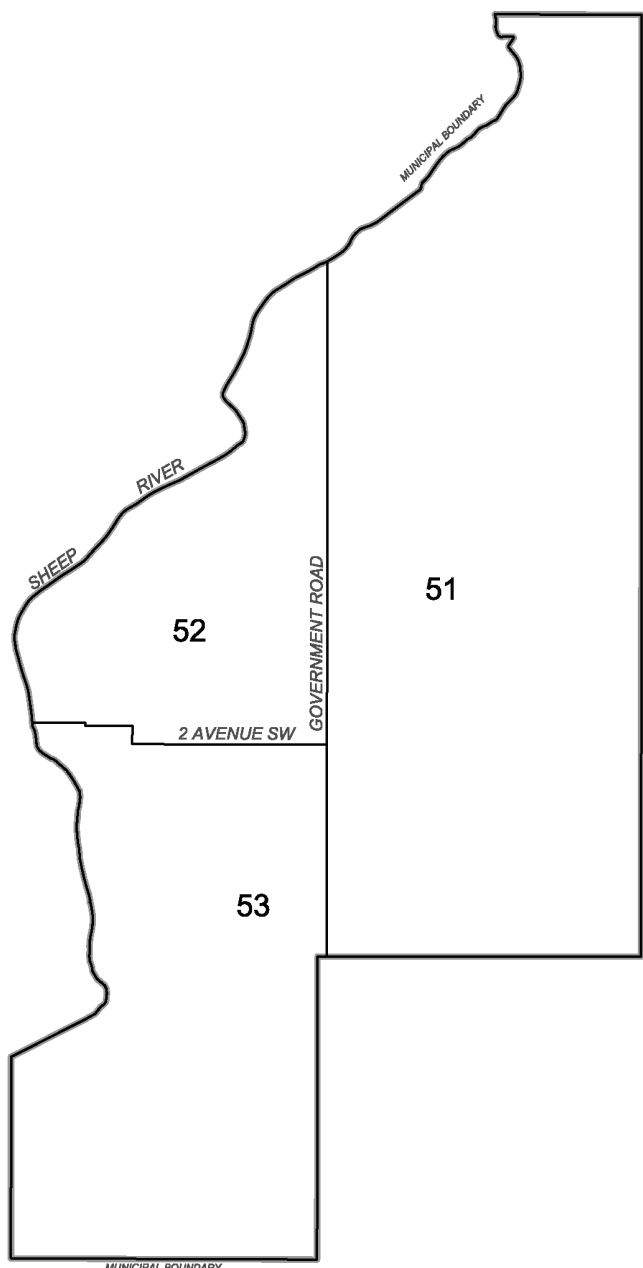 MUNICIPAL BOUNDARY
RIVER
SHEEP
GOVERNMENT ROAD
51
52
2 AVENUE SW
53
MUNICIPAL BOUNDARY